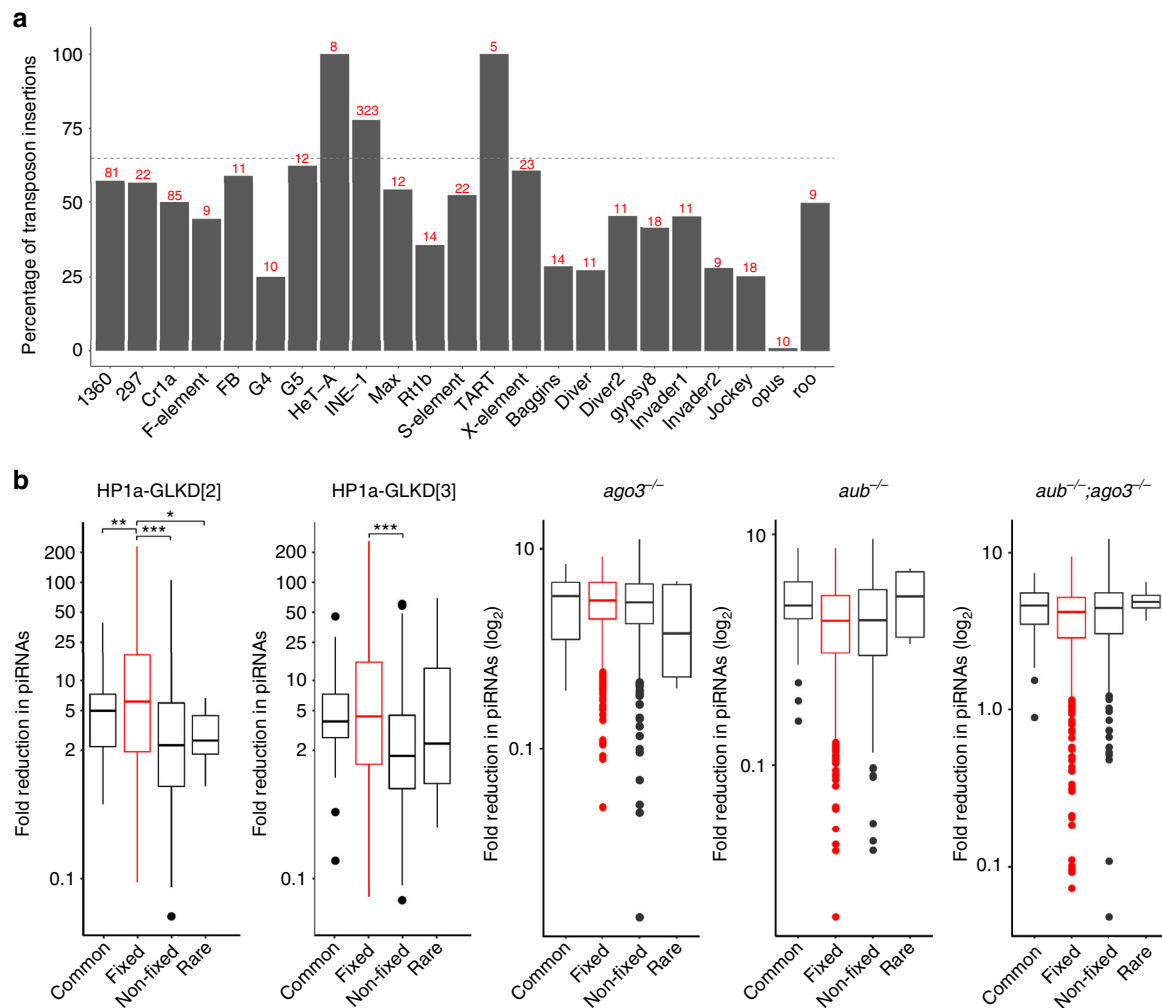 a
Percentage of transposon insertions
100
75
50
25
0
81
22
85
9
11
10
12
8
323
12
14
22
5
23
14
11
11
18
11
9
18
10
9
1360
297
Cr1a
F-element
FB
G4
G5
HeT-A
INE-1
Max
Rt1b
S-element
TART
X-element
Baggins
Diver
Diver2
gypsy8
Invader1
Invader2
Jockey
opus
roo
b
HP1a-GLKD[2]
Fold reduction in piRNAs
200
100
50
25
10
5
2
0.1
** *** *
Common
Fixed
Non-fixed
Rare
HP1a-GLKD[3]
Fold reduction in piRNAs
200
100
50
25
10
5
2
0.1
***
Common
Fixed
Non-fixed
Rare
ago3–/–
Fold reduction in piRNAs (log2)
10
0.1
Common
Fixed
Non-fixed
Rare
aub–/–
Fold reduction in piRNAs (log2)
10
0.1
Common
Fixed
Non-fixed
Rare
aub–/–;ago3–/–
Fold reduction in piRNAs (log2)
10
1.0
0.1
Common
Fixed
Non-fixed
Rare